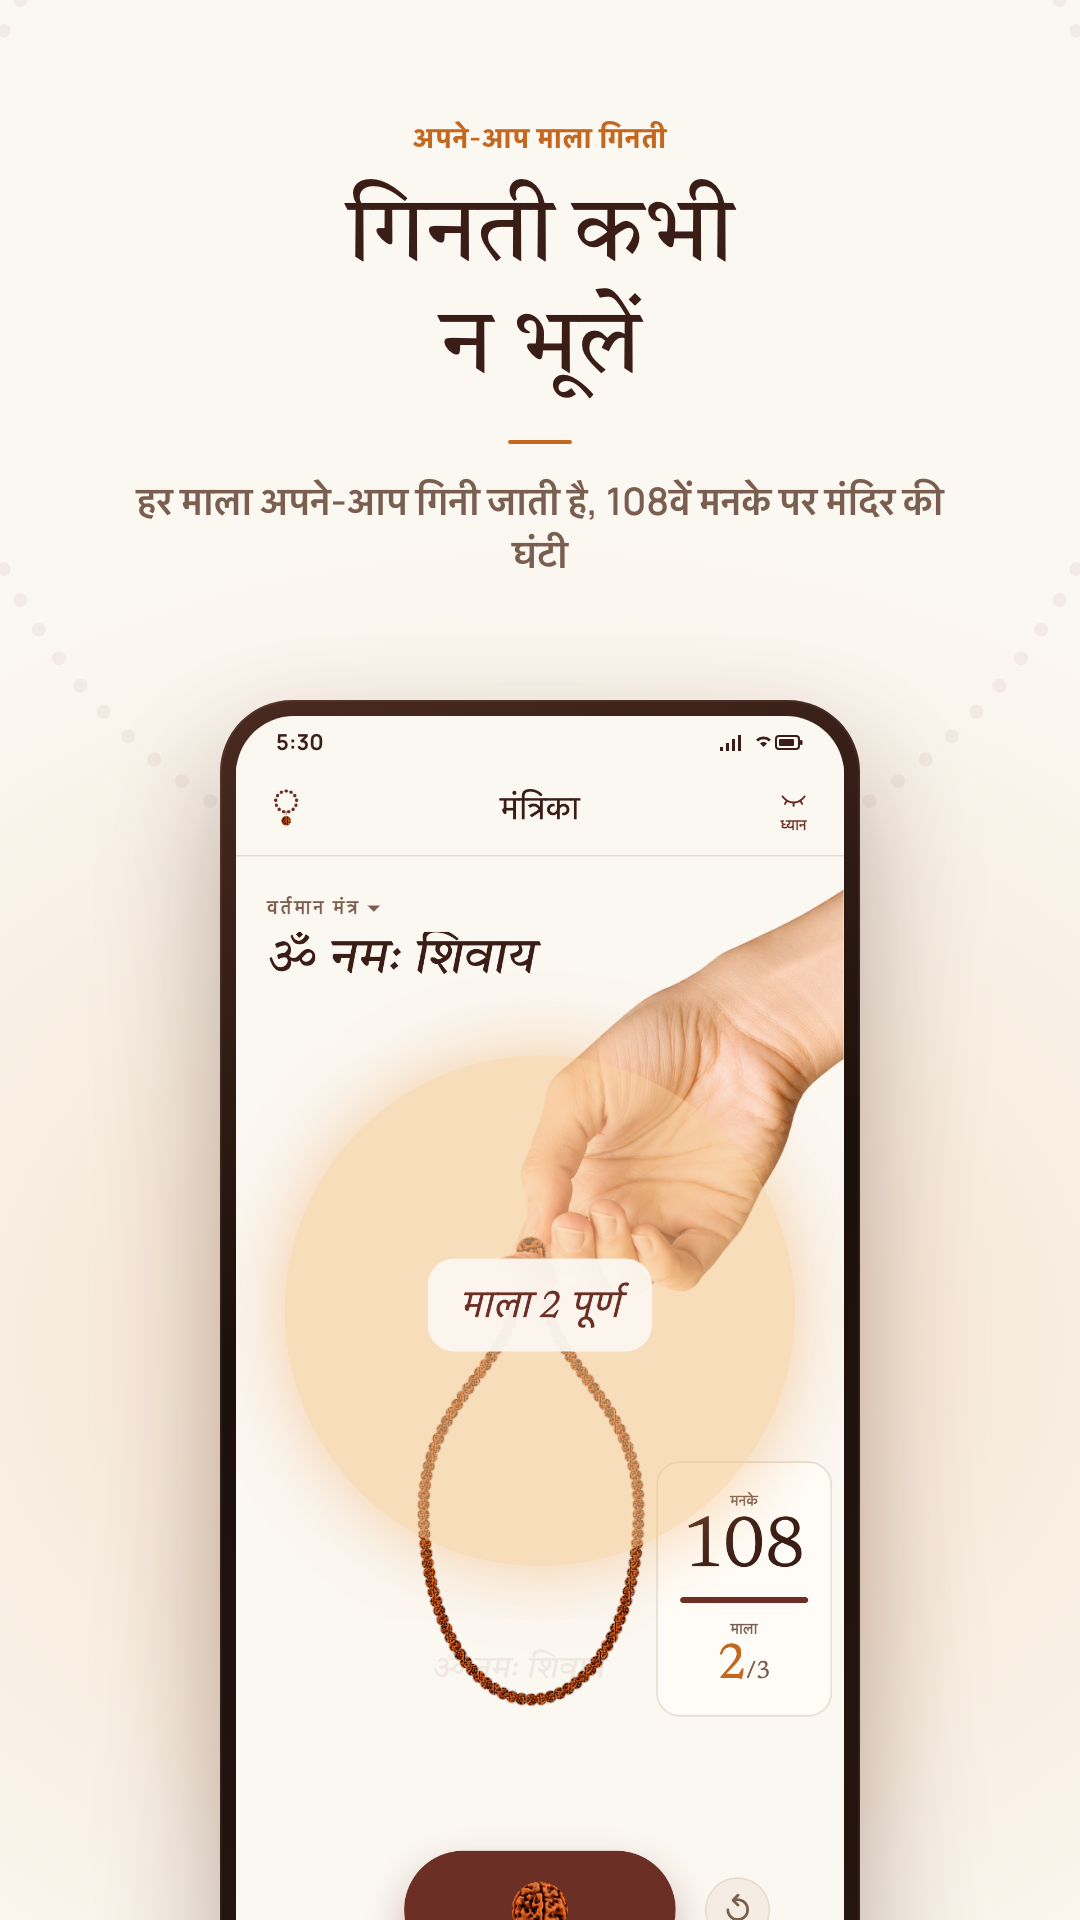 अपने-आप माला गिनती
गिनती कभी
न भूलें
हर माला अपने-आप गिनी जाती है, 108वें मनके पर मंदिर की
घंटी
5:30
मंत्रिका
ध्यान
वर्तमान मंत्र
ॐ नमः शिवाय
माला 2 पूर्ण
मनके
108
माला
2/3
ॐ नमः शिवाय